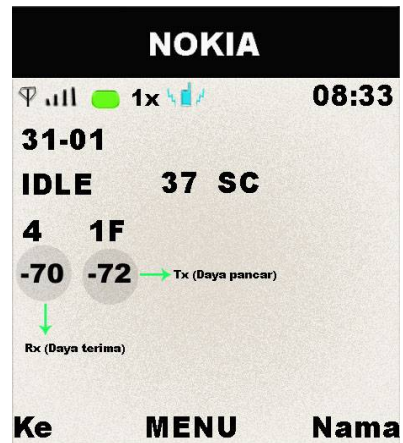 NOKIA
1x 08:33
31-01
IDLE 37 SC
4 1F
-70 -72 Tx (Daya pancar)
Rx (Daya terima)
Ke MENU Nama